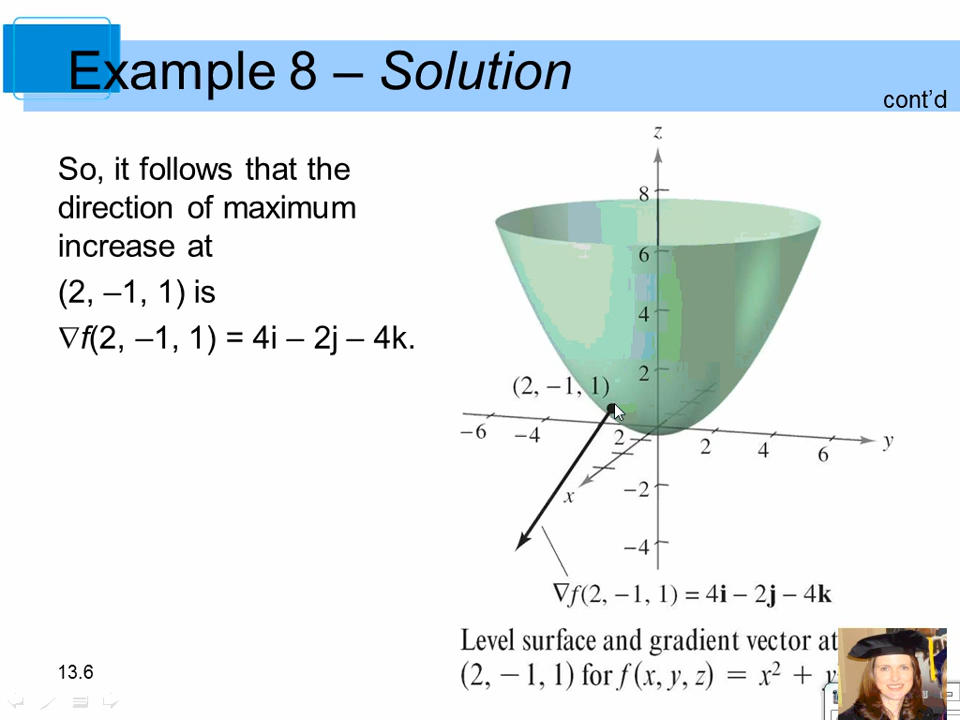 Example 8 – Solution
cont'd
So, it follows that the
direction of maximum
increase at
(2, –1, 1) is
∇f(2, –1, 1) = 4i – 2j – 4k.
z
8
6
4
2
(2, −1, 1)
−6 −4 2 2 4 6 y
x
−2
−4
∇f(2, −1, 1) = 4i − 2j − 4k
Level surface and gradient vector at
(2, −1, 1) for f(x, y, z) = x² + y
13.6